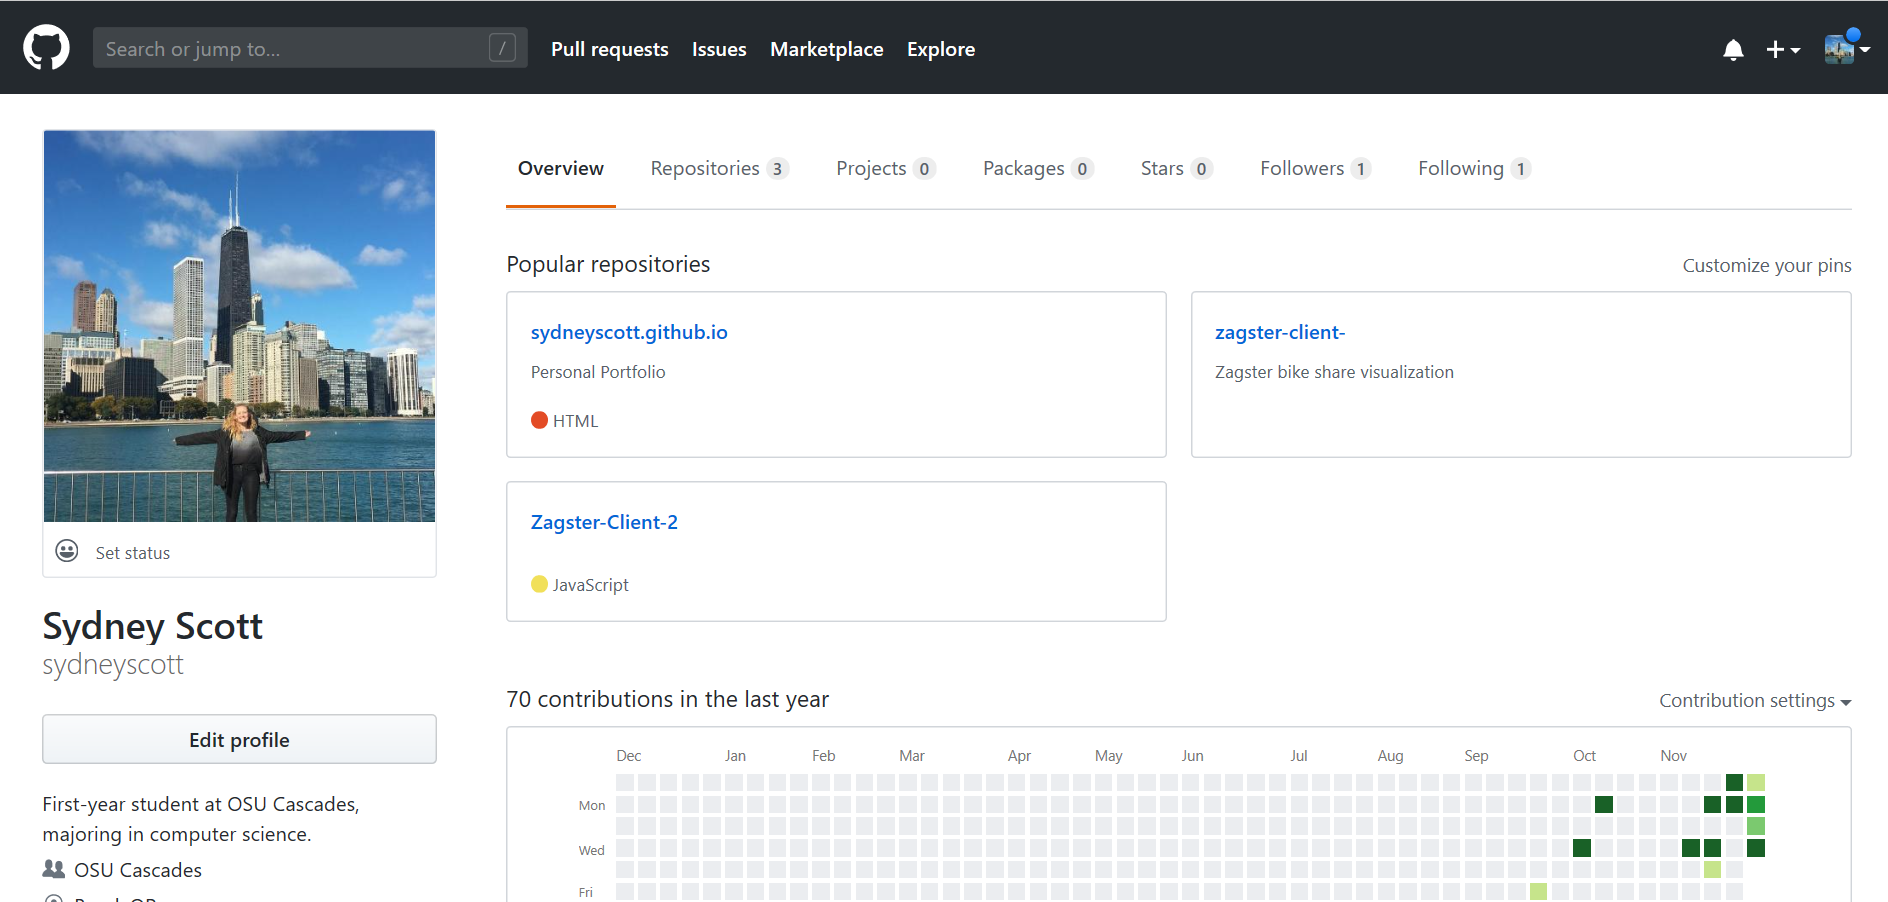 Search or jump to... /
Pull requests Issues Marketplace Explore
Overview Repositories 3 Projects 0 Packages 0 Stars 0 Followers 1 Following 1
Popular repositories
Customize your pins
sydneyscott.github.io
Personal Portfolio
HTML
zagster-client-
Zagster bike share visualization
Zagster-Client-2
JavaScript
Set status
Sydney Scott
sydneyscott
Edit profile
First-year student at OSU Cascades,
majoring in computer science.
OSU Cascades
70 contributions in the last year
Contribution settings
Dec Jan Feb Mar Apr May Jun Jul Aug Sep Oct Nov
Mon
Wed
Fri